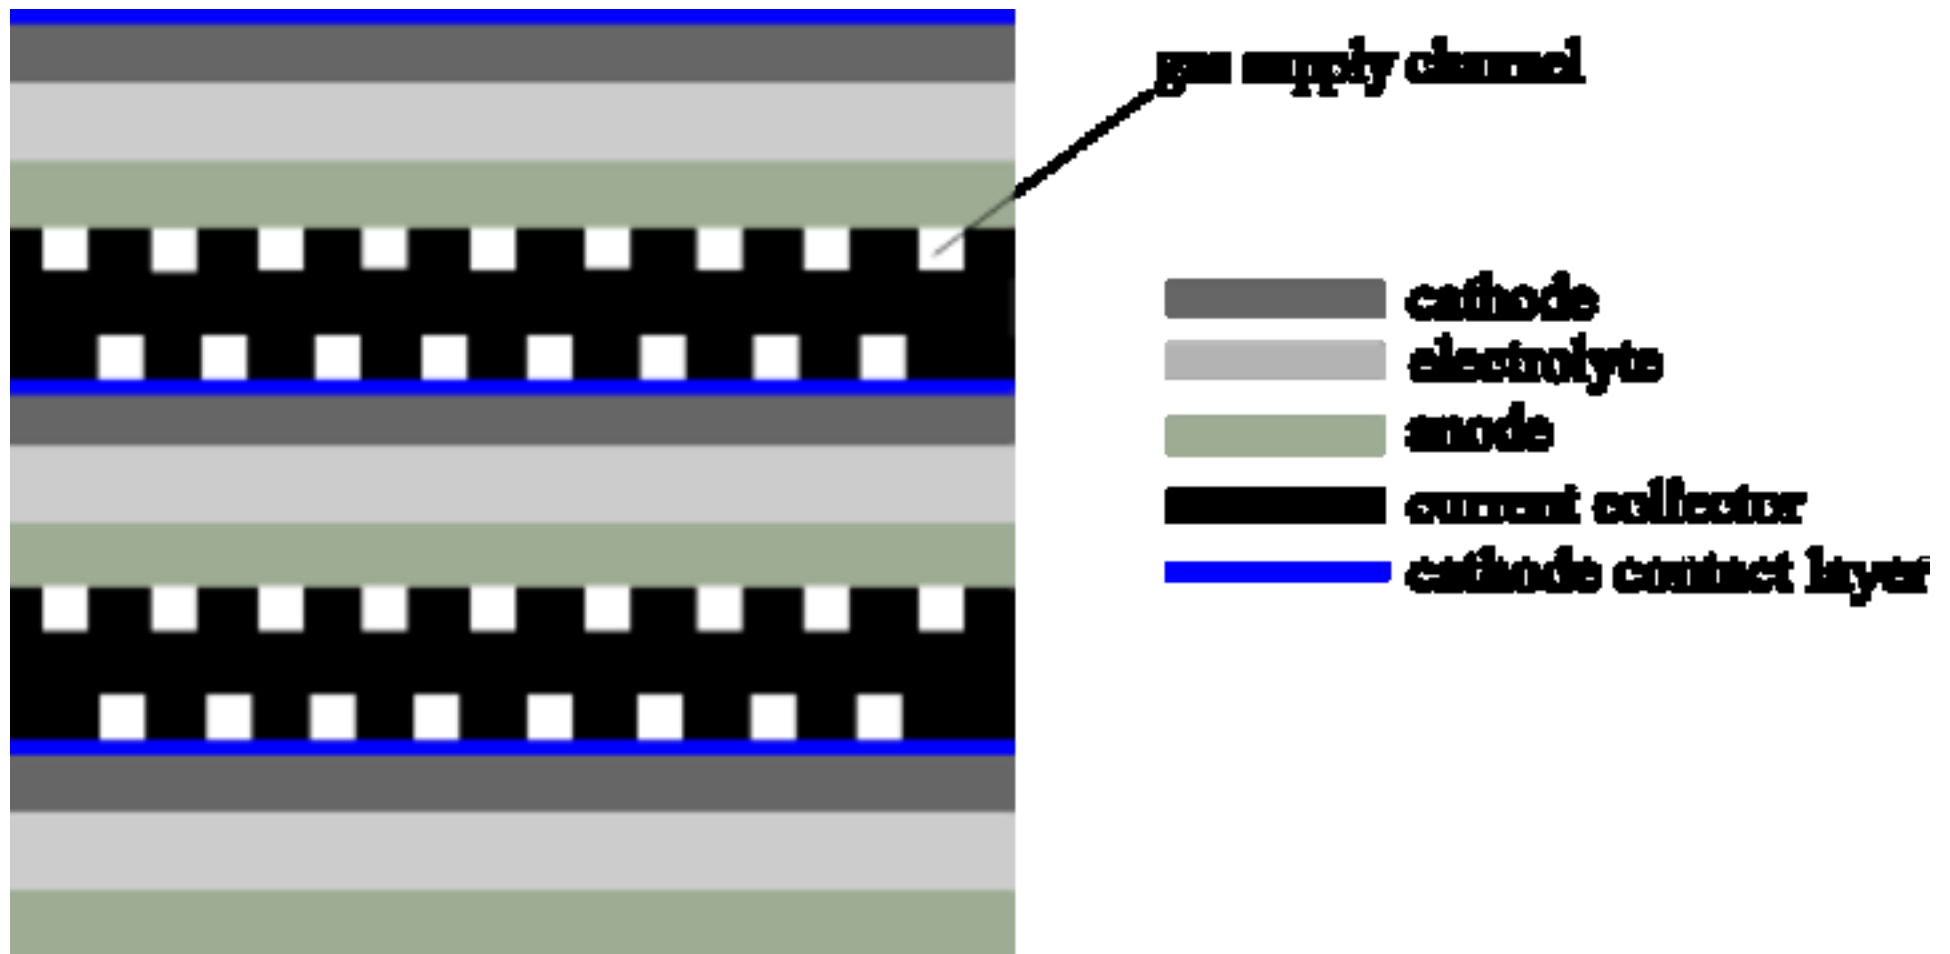 gas supply channel
cathode
electrolyte
anode
current collector
cathode contact layer